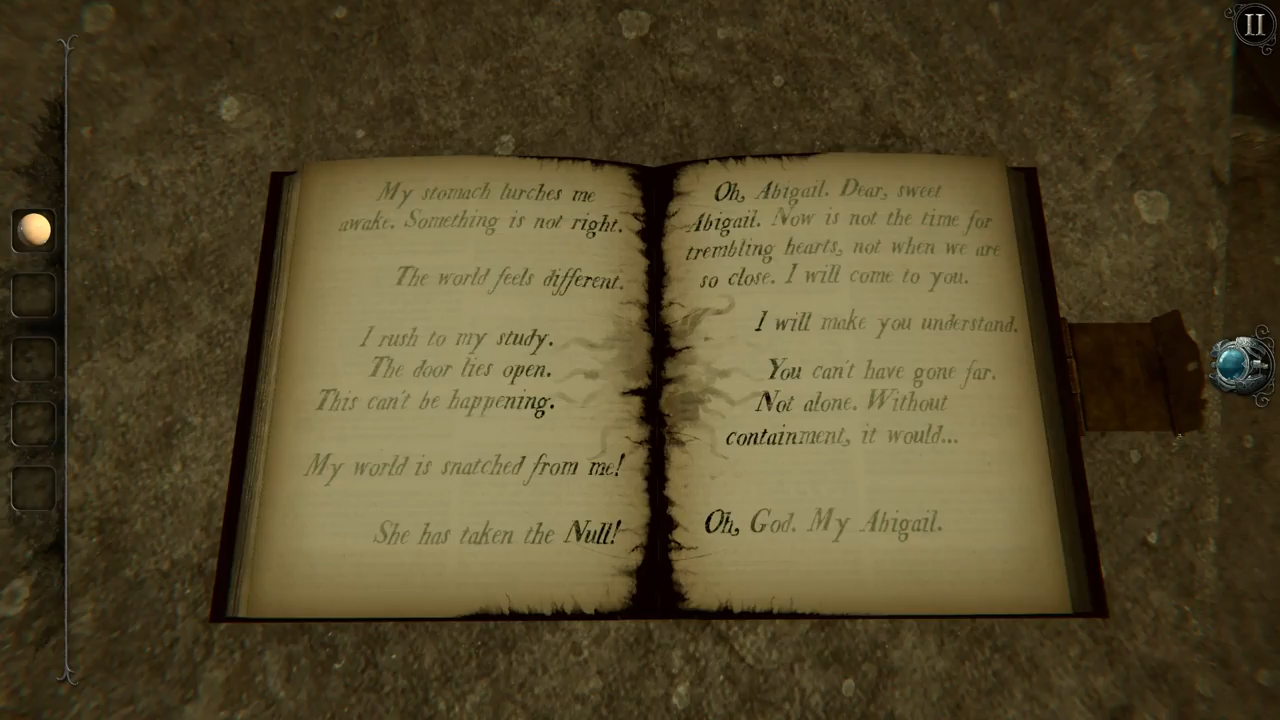 My stomach lurches me
awake. Something is not right.
The world feels different.
I rush to my study.
The door lies open.
This can't be happening.
My world is snatched from me!
She has taken the Null!
Oh, Abigail. Dear, sweet
Abigail. Now is not the time for
trembling hearts, not when we are
so close. I will come to you.
I will make you understand.
You can't have gone far.
Not alone. Without
containment, it would...
Oh, God. My Abigail.